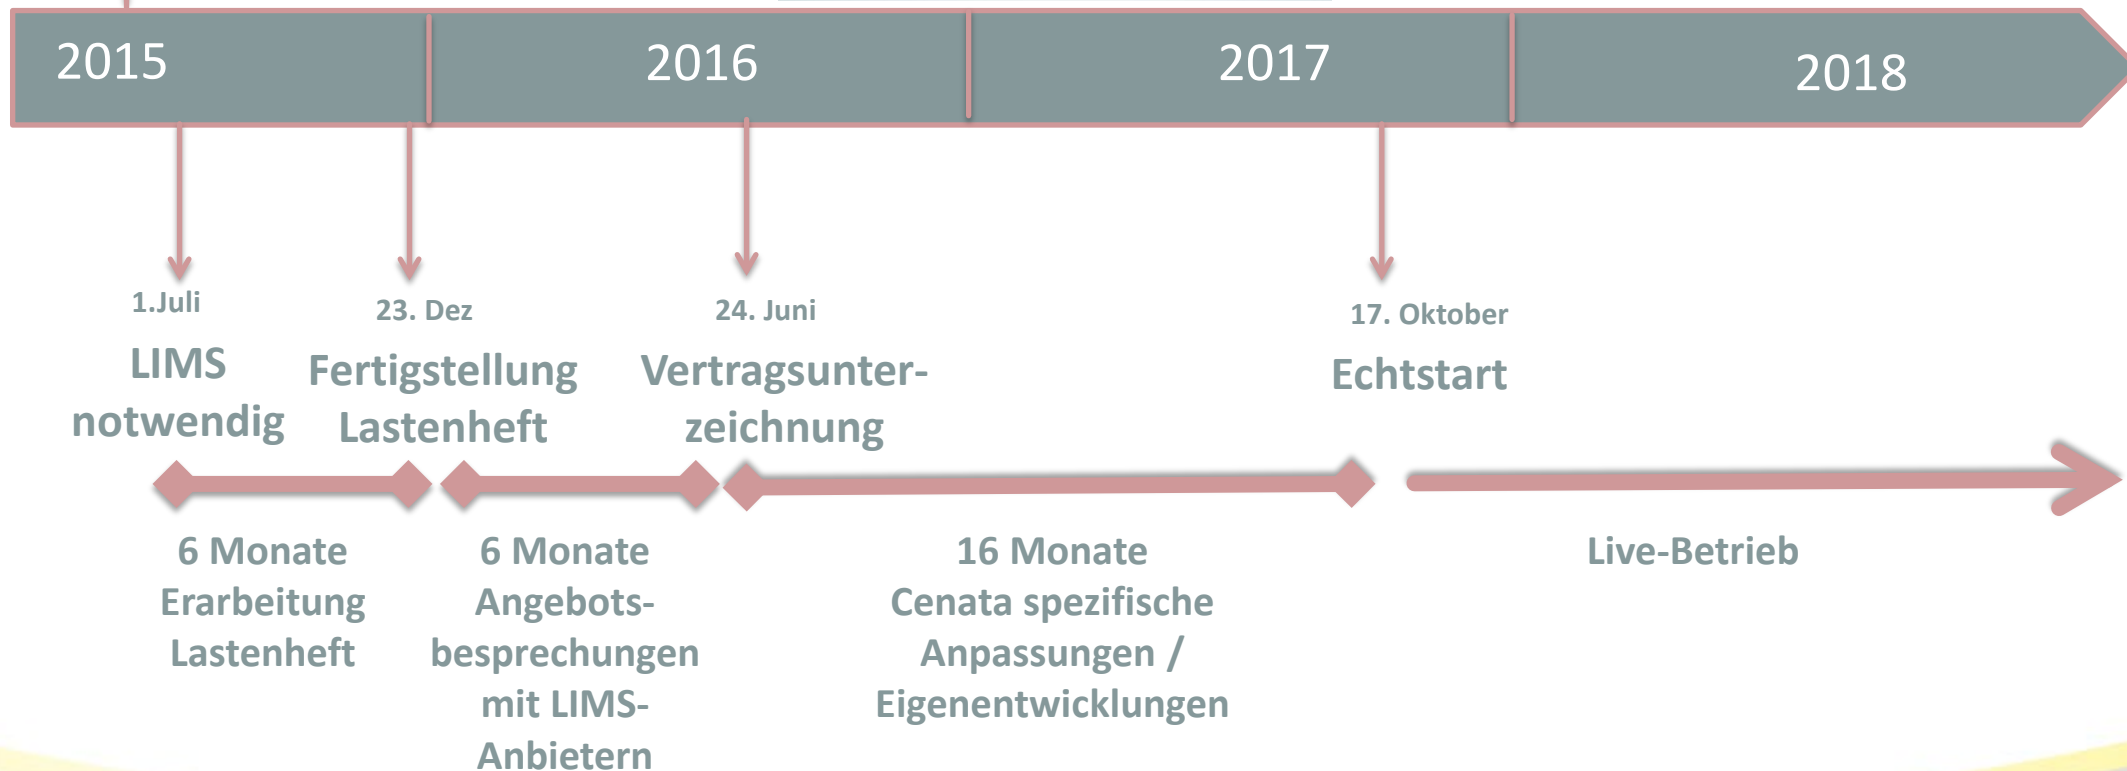 2015
2016
2017
2018
1.Juli
LIMS
notwendig
23. Dez
Fertigstellung
Lastenheft
24. Juni
Vertragsunter-
zeichnung
17. Oktober
Echtstart
6 Monate
Erarbeitung
Lastenheft
6 Monate
Angebots-
besprechungen
mit LIMS-
Anbietern
16 Monate
Cenata spezifische
Anpassungen /
Eigenentwicklungen
Live-Betrieb